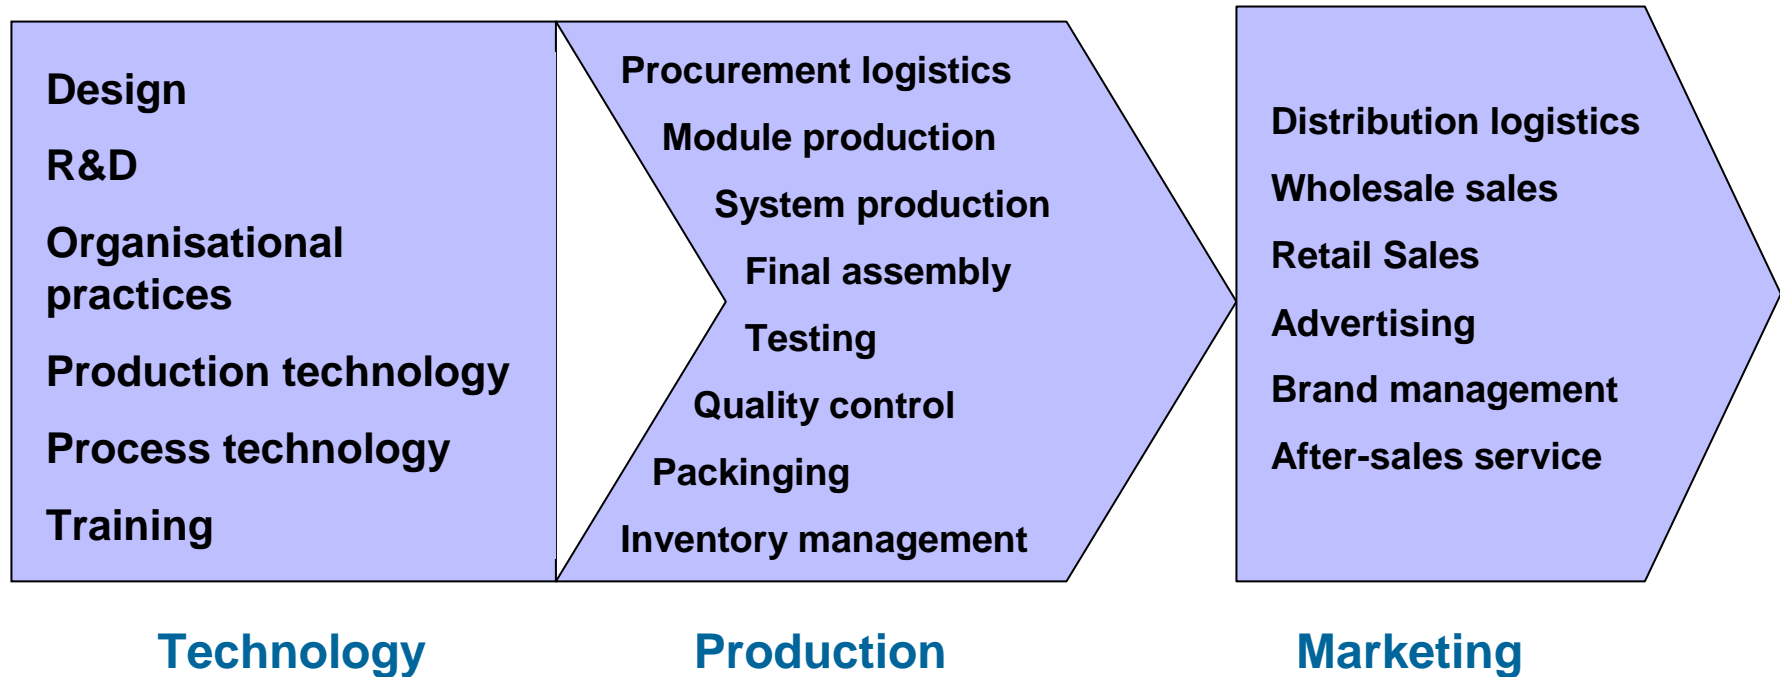 Design
R&D
Organisational
practices
Production technology
Process technology
Training
Procurement logistics
Module production
System production
Final assembly
Testing
Quality control
Packinging
Inventory management
Distribution logistics
Wholesale sales
Retail Sales
Advertising
Brand management
After-sales service
Technology
Production
Marketing